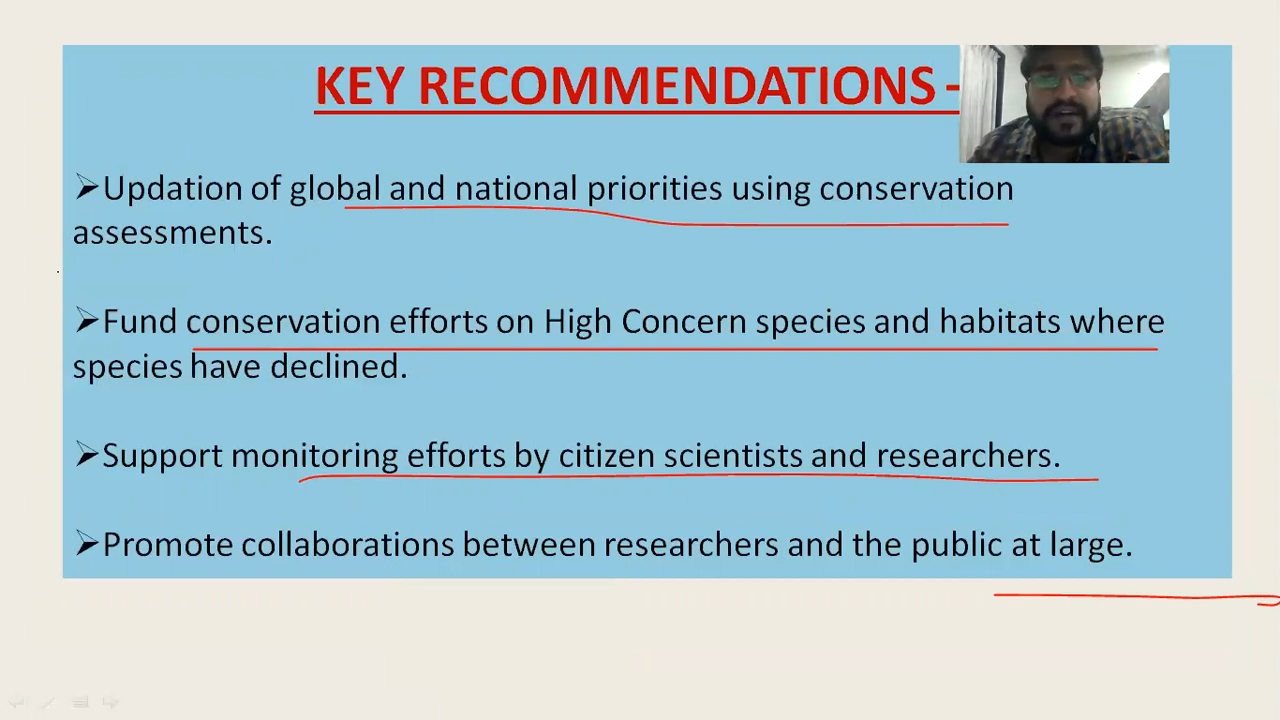 KEY RECOMMENDATIONS -
➢Updation of global and national priorities using conservation
assessments.
➢Fund conservation efforts on High Concern species and habitats where
species have declined.
➢Support monitoring efforts by citizen scientists and researchers.
➢Promote collaborations between researchers and the public at large.